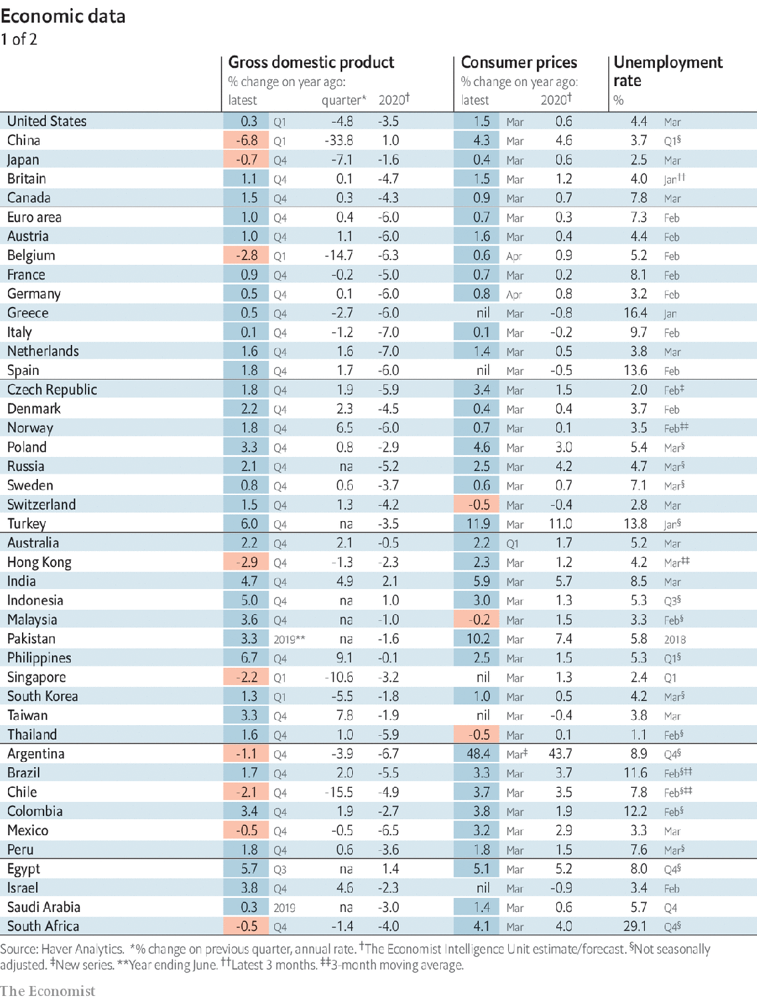 Economic data
1 of 2
Gross domestic product Consumer prices Unemployment
% change on year ago: % change on year ago: rate
latest quarter* 2020† latest 2020† %
United States 0.3 Q1 -4.8 -3.5 1.5 Mar 0.6 4.4 Mar
China -6.8 Q1 -33.8 1.0 4.3 Mar 4.6 3.7 Q1§
Japan -0.7 Q4 -7.1 -1.6 0.4 Mar 0.6 2.5 Mar
Britain 1.1 Q4 0.1 -4.7 1.5 Mar 1.2 4.0 Jan††
Canada 1.5 Q4 0.3 -4.3 0.9 Mar 0.7 7.8 Mar
Euro area 1.0 Q4 0.4 -6.0 0.7 Mar 0.3 7.3 Feb
Austria 1.0 Q4 1.1 -6.0 1.6 Mar 0.4 4.4 Feb
Belgium -2.8 Q1 -14.7 -6.3 0.6 Apr 0.9 5.2 Feb
France 0.9 Q4 -0.2 -5.0 0.7 Mar 0.2 8.1 Feb
Germany 0.5 Q4 0.1 -6.0 0.8 Apr 0.8 3.2 Feb
Greece 0.5 Q4 -2.7 -6.0 nil Mar -0.8 16.4 Jan
Italy 0.1 Q4 -1.2 -7.0 0.1 Mar -0.2 9.7 Feb
Netherlands 1.6 Q4 1.6 -7.0 1.4 Mar 0.5 3.8 Mar
Spain 1.8 Q4 1.7 -6.0 nil Mar -0.5 13.6 Feb
Czech Republic 1.8 Q4 1.9 -5.9 3.4 Mar 1.5 2.0 Feb‡
Denmark 2.2 Q4 2.3 -4.5 0.4 Mar 0.4 3.7 Feb
Norway 1.8 Q4 6.5 -6.0 0.7 Mar 0.1 3.5 Feb‡‡
Poland 3.3 Q4 0.8 -2.9 4.6 Mar 3.0 5.4 Mar§
Russia 2.1 Q4 na -5.2 2.5 Mar 4.2 4.7 Mar§
Sweden 0.8 Q4 0.6 -3.7 0.6 Mar 0.7 7.1 Mar§
Switzerland 1.5 Q4 1.3 -4.2 -0.5 Mar -0.4 2.8 Mar
Turkey 6.0 Q4 na -3.5 11.9 Mar 11.0 13.8 Jan§
Australia 2.2 Q4 2.1 -0.5 2.2 Q1 1.7 5.2 Mar
Hong Kong -2.9 Q4 -1.3 -2.3 2.3 Mar 1.2 4.2 Mar‡‡
India 4.7 Q4 4.9 2.1 5.9 Mar 5.7 8.5 Mar
Indonesia 5.0 Q4 na 1.0 3.0 Mar 1.3 5.3 Q3§
Malaysia 3.6 Q4 na -1.0 -0.2 Mar 1.5 3.3 Feb§
Pakistan 3.3 2019** na -1.6 10.2 Mar 7.4 5.8 2018
Philippines 6.7 Q4 9.1 -0.1 2.5 Mar 1.5 5.3 Q1§
Singapore -2.2 Q1 -10.6 -3.2 nil Mar 1.3 2.4 Q1
South Korea 1.3 Q1 -5.5 -1.8 1.0 Mar 0.5 4.2 Mar§
Taiwan 3.3 Q4 7.8 -1.9 nil Mar -0.4 3.8 Mar
Thailand 1.6 Q4 1.0 -5.9 -0.5 Mar 0.1 1.1 Feb§
Argentina -1.1 Q4 -3.9 -6.7 48.4 Mar‡ 43.7 8.9 Q4§
Brazil 1.7 Q4 2.0 -5.5 3.3 Mar 3.7 11.6 Feb§‡‡
Chile -2.1 Q4 -15.5 -4.9 3.7 Mar 3.5 7.8 Feb§‡‡
Colombia 3.4 Q4 1.9 -2.7 3.8 Mar 1.9 12.2 Feb§
Mexico -0.5 Q4 -0.5 -6.5 3.2 Mar 2.9 3.3 Mar
Peru 1.8 Q4 0.6 -3.6 1.8 Mar 1.5 7.6 Mar§
Egypt 5.7 Q3 na 1.4 5.1 Mar 5.2 8.0 Q4§
Israel 3.8 Q4 4.6 -2.3 nil Mar -0.9 3.4 Feb
Saudi Arabia 0.3 2019 na -3.0 1.4 Mar 0.6 5.7 Q4
South Africa -0.5 Q4 -1.4 -4.0 4.1 Mar 4.0 29.1 Q4§
Source: Haver Analytics. *% change on previous quarter, annual rate. †The Economist Intelligence Unit estimate/forecast. §Not seasonally
adjusted. ‡New series. **Year ending June. ††Latest 3 months. ‡‡3-month moving average.
The Economist